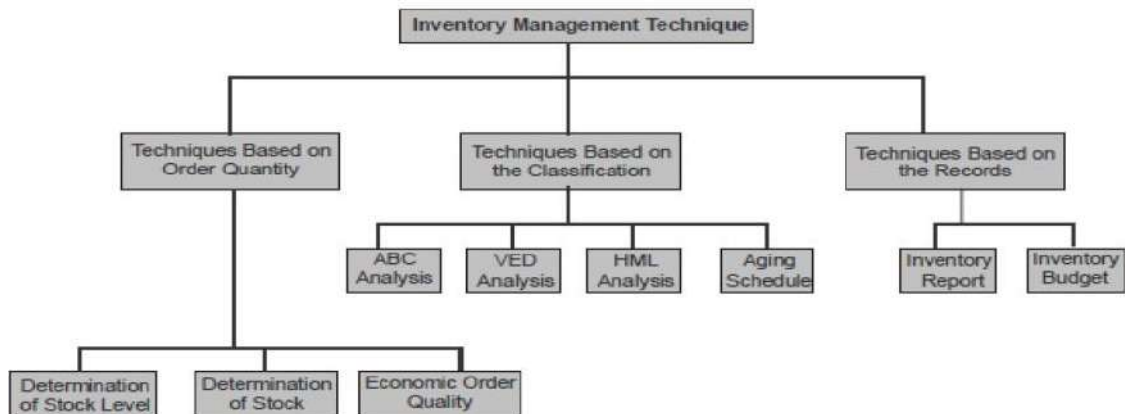 Inventory Management Technique
Techniques Based on
Order Quantity
Techniques Based on
the Classification
Techniques Based on
the Records
ABC
Analysis
VED
Analysis
HML
Analysis
Aging
Schedule
Inventory
Report
Inventory
Budget
Determination
of Stock Level
Determination
of Stock
Economic Order
Quality